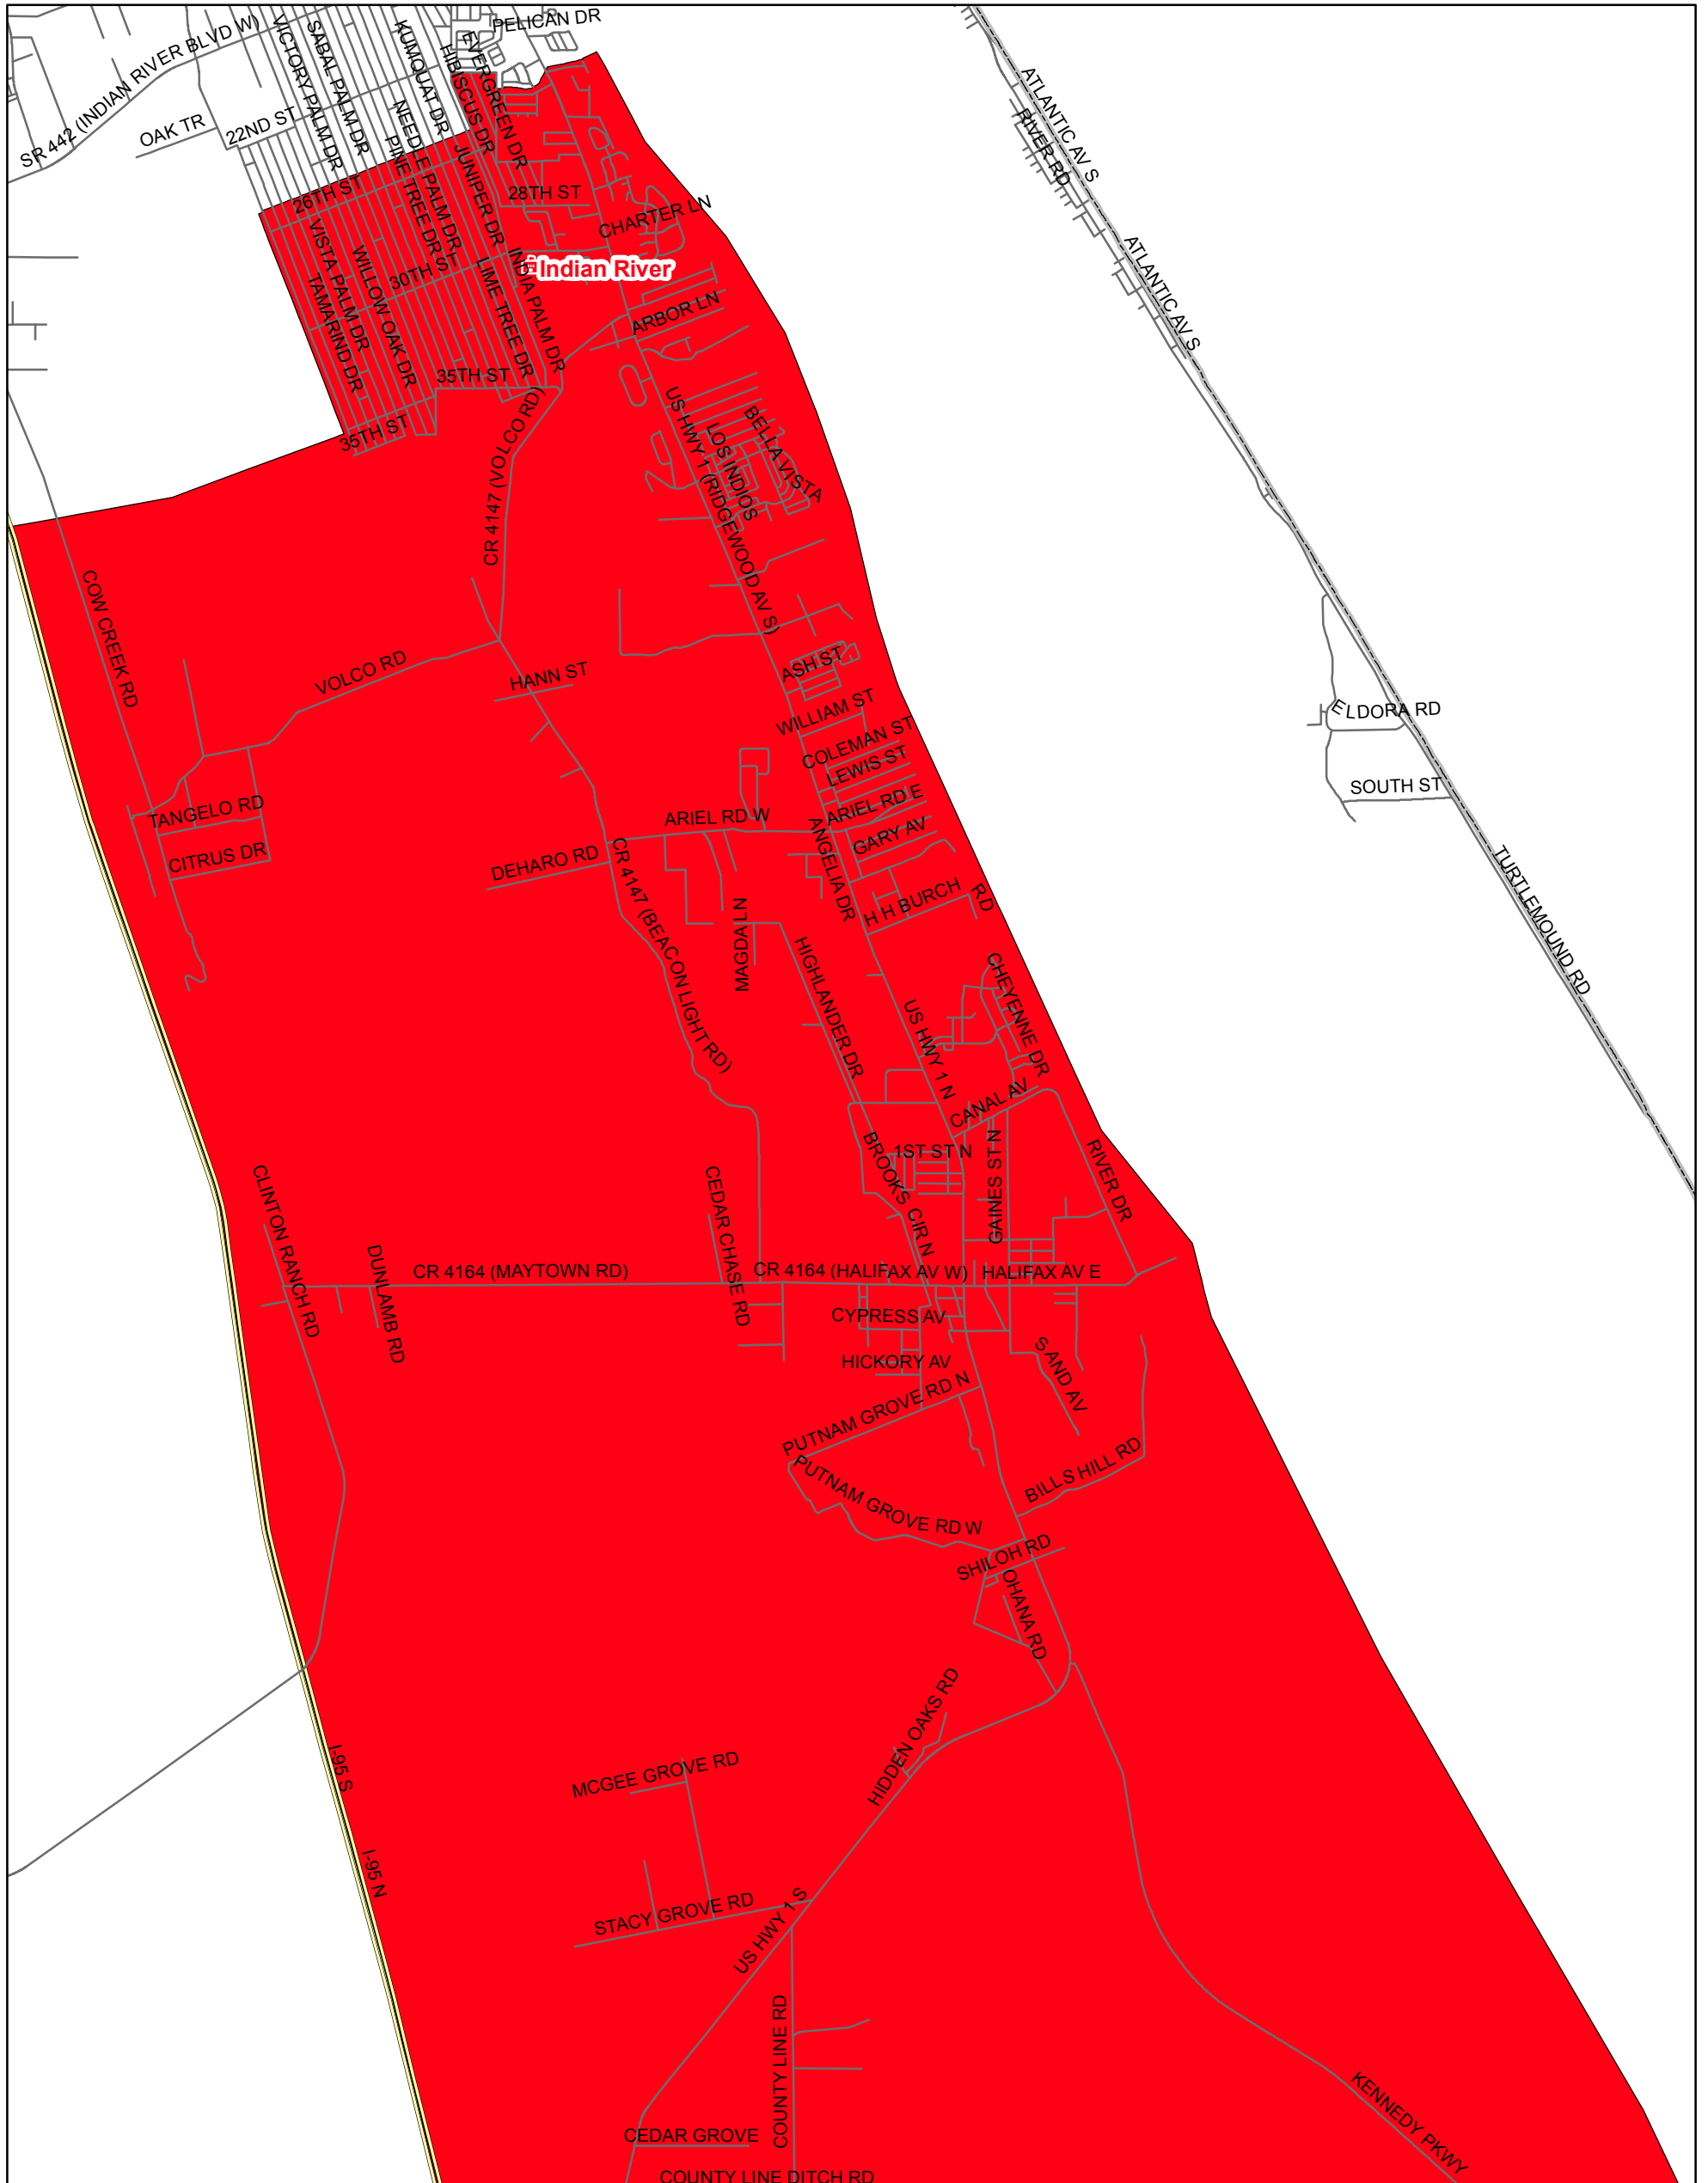 PELICAN DR
SR 442 (INDIAN RIVER BLVD W)
VICTORY PALM DR
SABAL PALM DR
KUMQUAT DR
HIBISCUS DR
EVERGREEN DR
OAK TR
22ND ST
NEEDLE PALM DR
PINE TREE DR
JUNIPER DR
26TH ST
28TH ST
CHARTER LN
VISTA PALM DR
TAMARIND DR
WILLOW OAK DR
30TH ST
LIME TREE DR
INDIA PALM DR
Indian River
ARBOR LN
35TH ST
35TH ST
ATLANTIC AV S
RIVER RD
ATLANTIC AV S
CR 4147 (VOLCO RD)
US HWY 1 (RIDGEWOOD AV S)
LOS INDIOS
BELLA VISTA
COW CREEK RD
VOLCO RD
HANN ST
ASH ST
WILLIAM ST
COLEMAN ST
LEWIS ST
ELDORA RD
SOUTH ST
TANGELO RD
CITRUS DR
ARIEL RD W
ARIEL RD E
GARY AV
DEHARO RD
CR 4147 (BEACON LIGHT RD)
ANGELIA DR
H H BURCH RD
MAGDA LN
HIGHLANDER DR
TURTLEMOUND RD
CHEYENNE DR
US HWY 1 N
CANAL AV
1ST ST N
GAINES ST N
BROOKS CIR N
RIVER DR
CLINTON RANCH RD
DUNLAMB RD
CEDAR CHASE RD
CR 4164 (MAYTOWN RD)
CR 4164 (HALIFAX AV W)
HALIFAX AV E
CYPRESS AV
HICKORY AV
S AND AV
PUTNAM GROVE RD N
PUTNAM GROVE RD W
BILLS HILL RD
SHILOH RD
OHANA RD
HIDDEN OAKS RD
I-95 S
MCGEE GROVE RD
I-95 N
STACY GROVE RD
US HWY 1 S
COUNTY LINE RD
KENNEDY PKWY
CEDAR GROVE
COUNTY LINE DITCH RD